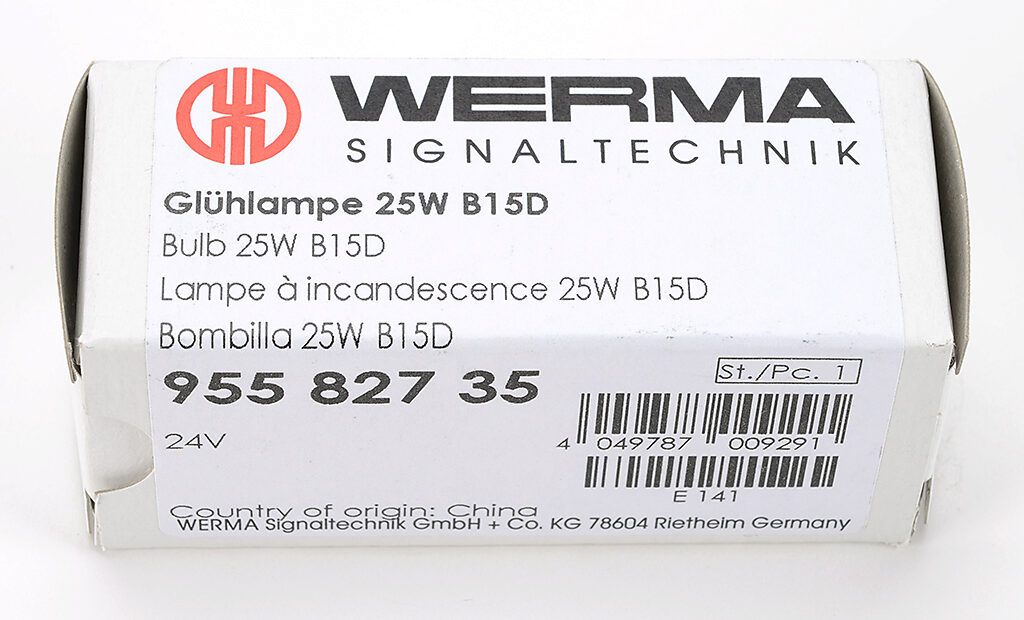 WERMA
SIGNALTECHNIK
Glühlampe 25W B15D
Bulb 25W B15D
Lampe à incandescence 25W B15D
Bombilla 25W B15D
955 827 35
St./Pc. 1
24V
4 049787 009291
E 141
Country of origin: China
WERMA Signaltechnik GmbH + Co. KG 78604 Rietheim Germany